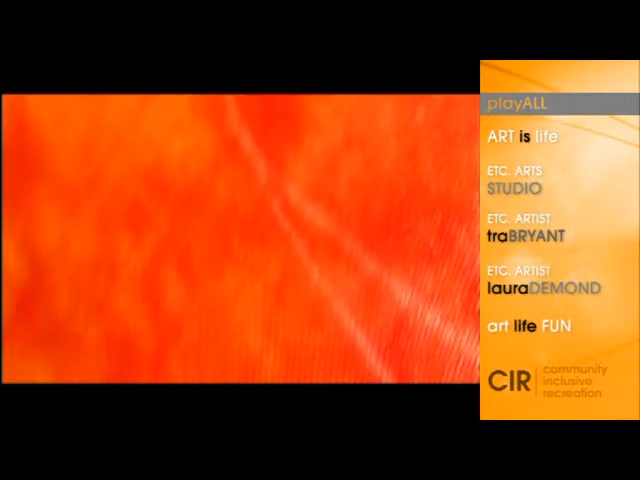 playALL
ART is life
ETC. ARTS
STUDIO
ETC. ARTIST
traBRYANT
ETC. ARTIST
lauraDEMOND
art life FUN
CIR
community
inclusive
recreation